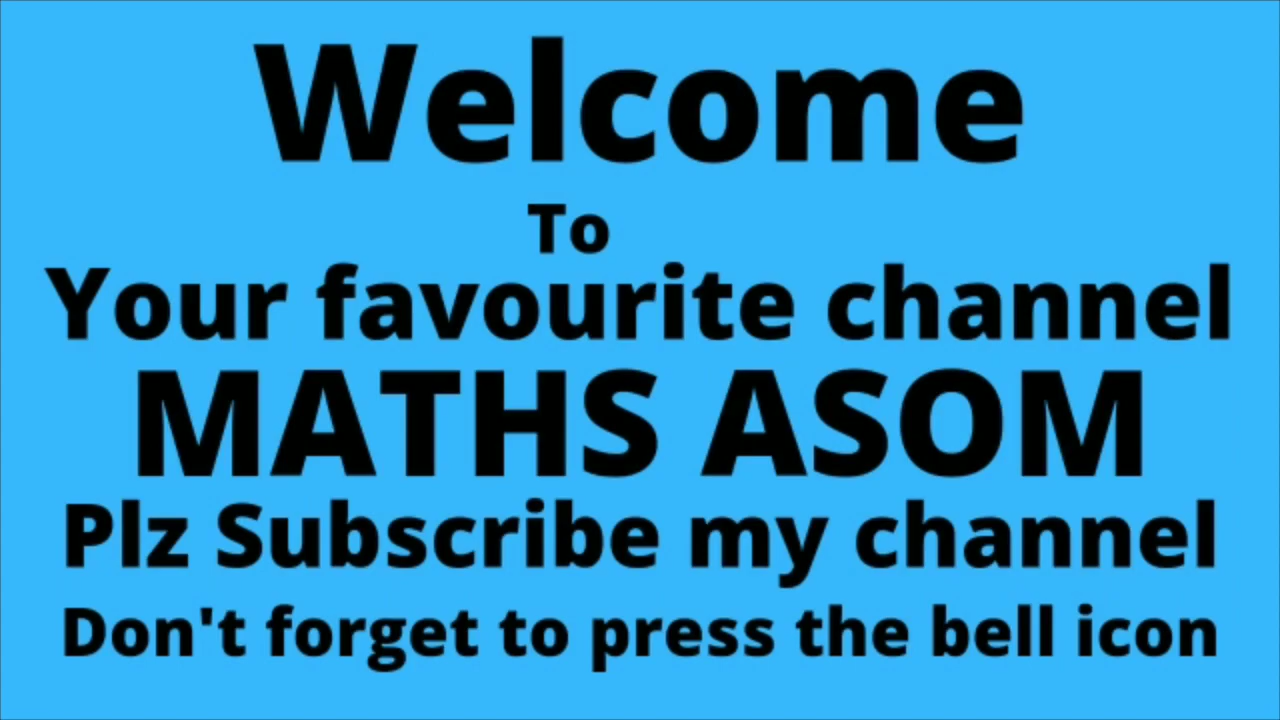 Welcome
To
Your favourite channel
MATHS ASOM
Plz Subscribe my channel
Don't forget to press the bell icon